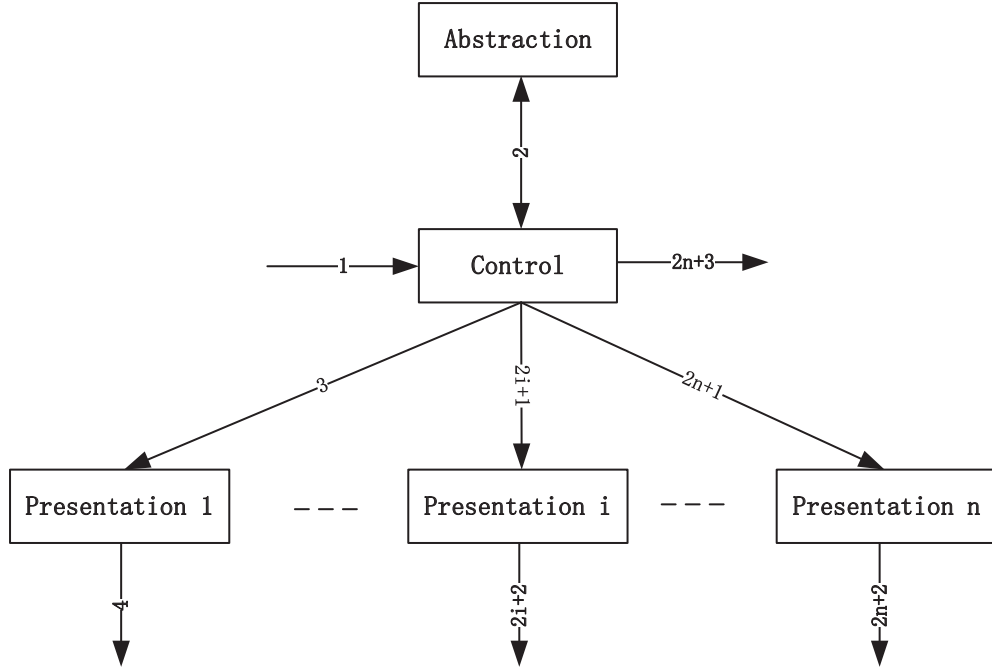 Abstraction
2
Control
1
2n+3
3
2i+1
2n+1
Presentation 1
Presentation i
Presentation n
4
2i+2
2n+2